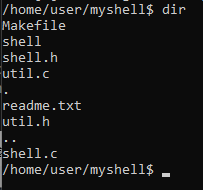 /home/user/myshell$ dir
Makefile
shell
shell.h
util.c
.
readme.txt
util.h
..
shell.c
/home/user/myshell$